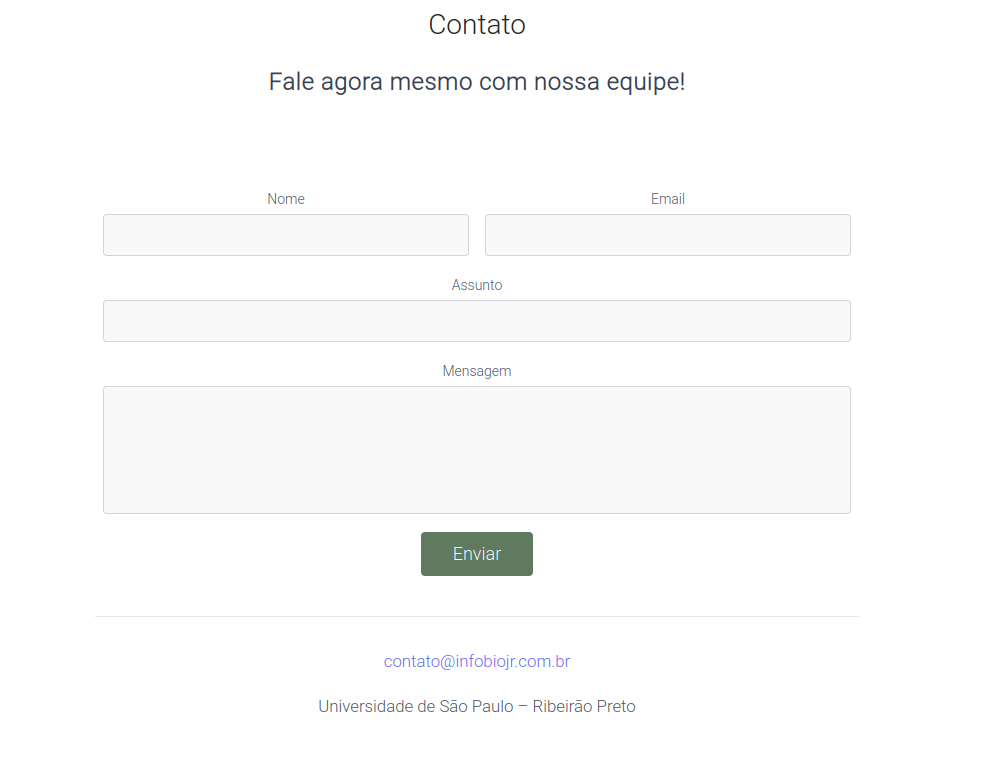 Contato
Fale agora mesmo com nossa equipe!
Nome
Email
Assunto
Mensagem
Enviar
contato@infobiojr.com.br
Universidade de São Paulo – Ribeirão Preto